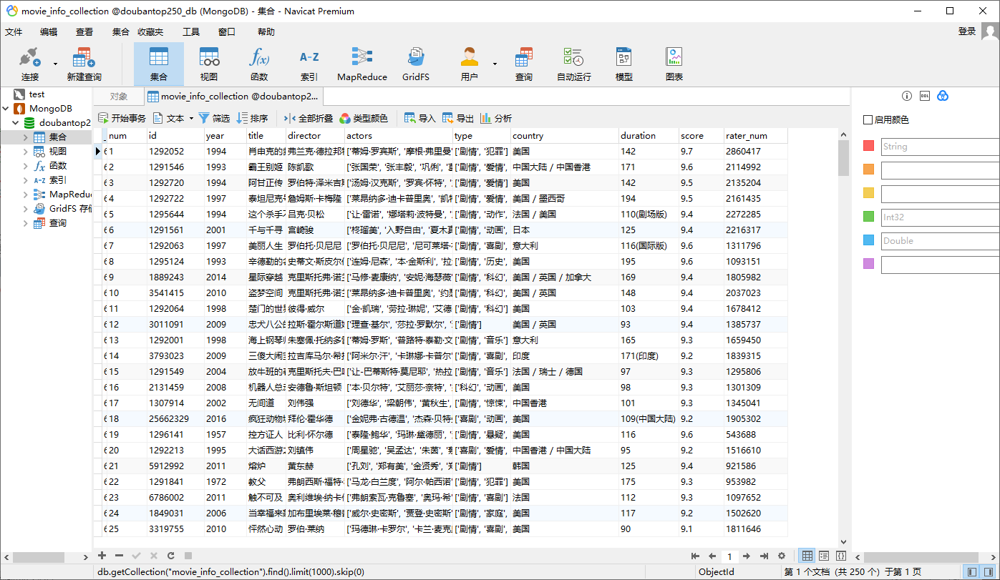 movie_info_collection @doubantop250_db (MongoDB) - 集合 - Navicat Premium
文件 编辑 查看 集合 收藏夹 工具 窗口 帮助 登录
连接 新建查询 集合 视图 函数 索引 MapReduce GridFS 用户 查询 自动运行 模型 图表
test
MongoDB
doubantop2
集合
视图
函数
索引
MapReduc
GridFS 存储
查询
对象 movie_info_collection @doubantop2...
开始事务 文本 筛选 排序 全部折叠 类型颜色 导入 导出 分析
num id year title director actors type country duration score rater_num
1 1292052 1994 肖申克的 弗兰克·德拉邦特 ['蒂姆·罗宾斯', '摩根·弗里曼' ['剧情', '犯罪'] 美国 142 9.7 2860417
2 1291546 1993 霸王别姬 陈凯歌 ['张国荣', '张丰毅', '巩俐', ' ['剧情', '爱情', 中国大陆 / 中国香港 171 9.6 2114992
3 1292720 1994 阿甘正传 罗伯特·泽米吉斯 ['汤姆·汉克斯', '罗宾·怀特', ' ['剧情', '爱情'] 美国 142 9.5 2135204
4 1292722 1997 泰坦尼克号 詹姆斯·卡梅隆 ['莱昂纳多·迪卡普里奥', '凯特 ['剧情', '爱情', 美国 / 墨西哥 194 9.5 2161435
5 1295644 1994 这个杀手不 吕克·贝松 ['让·雷诺', '娜塔莉·波特曼', ' ['剧情', '动作', 法国 / 美国 110(剧场版) 9.4 2272285
6 1291561 2001 千与千寻 宫崎骏 ['柊瑠美', '入野自由', '夏木真 ['剧情', '动画', 日本 125 9.4 2216317
7 1292063 1997 美丽人生 罗伯托·贝尼尼 ['罗伯托·贝尼尼', '尼可莱塔· ['剧情', '喜剧', 意大利 116(国际版) 9.6 1311796
8 1295124 1993 辛德勒的名 史蒂文·斯皮尔伯 ['连姆·尼森', '本·金斯利', '拉 ['剧情', '历史', 美国 195 9.6 1093151
9 1889243 2014 星际穿越 克里斯托弗·诺兰 ['马修·麦康纳', '安妮·海瑟薇' ['剧情', '科幻', 美国 / 英国 / 加拿大 169 9.4 1805982
10 3541415 2010 盗梦空间 克里斯托弗·诺兰 ['莱昂纳多·迪卡普里奥', '约瑟 ['剧情', '科幻', 美国 / 英国 148 9.4 2037023
11 1292064 1998 楚门的世界 彼得·威尔 ['金·凯瑞', '劳拉·琳妮', '艾德 ['剧情', '科幻'] 美国 103 9.4 1678412
12 3011091 2009 忠犬八公的 拉斯·霍尔斯道姆 ['理查·基尔', '莎拉·罗默尔', ' ['剧情'] 美国 / 英国 93 9.4 1385737
13 1292001 1998 海上钢琴师 朱塞佩·托纳多雷 ['蒂姆·罗斯', '普路特·泰勒·文 ['剧情', '音乐'] 意大利 165 9.3 1659450
14 3793023 2009 三傻大闹宝 拉吉库马尔·希拉 ['阿米尔·汗', '卡琳娜·卡普尔' ['剧情', '喜剧', 印度 171(印度) 9.2 1839315
15 1291549 2004 放牛班的春 克里斯托夫·巴拉 ['让-巴蒂斯特·莫尼耶', '热拉 ['剧情', '音乐'] 法国 / 瑞士 / 德国 97 9.3 1295806
16 2131459 2008 机器人总动 安德鲁·斯坦顿 ['本·贝尔特', '艾丽莎·奈特', ' ['科幻', '动画', 美国 98 9.3 1301309
17 1307914 2002 无间道 刘伟强 ['刘德华', '梁朝伟', '黄秋生', ['剧情', '惊悚', 中国香港 101 9.3 1345041
18 25662329 2016 疯狂动物城 拜伦·霍华德 ['金妮弗·古德温', '杰森·贝特 ['喜剧', '动画', 美国 109(中国大陆) 9.2 1905302
19 1296141 1957 控方证人 比利·怀尔德 ['泰隆·鲍华', '玛琳·黛德丽', ' ['剧情', '悬疑', 美国 116 9.6 543688
20 1292213 1995 大话西游之 刘镇伟 ['周星驰', '吴孟达', '朱茵', '蔡 ['喜剧', '爱情', 中国香港 / 中国大陆 95 9.2 1516610
21 5912992 2011 熔炉 黄东赫 ['孔刘', '郑有美', '金贤秀', ' ['剧情'] 韩国 125 9.4 921586
22 1291841 1972 教父 弗朗西斯·福特· ['马龙·白兰度', '阿尔·帕西诺' ['剧情', '犯罪'] 美国 175 9.3 953982
23 6786002 2011 触不可及 奥利维埃·纳卡什 ['弗朗索瓦·克鲁塞', '奥玛·希 ['剧情', '喜剧'] 法国 112 9.3 1097652
24 1849031 2006 当幸福来敲 加布里埃莱·穆奇 ['威尔·史密斯', '贾登·史密斯' ['剧情', '家庭', 美国 117 9.2 1502620
25 3319755 2010 怦然心动 罗伯·莱纳 ['玛德琳·卡罗尔', '卡兰·麦克 ['剧情', '喜剧', 美国 90 9.1 1811646
DDL
启用颜色
String
Int32
Double
1
db.getCollection("movie_info_collection").find().limit(1000).skip(0) ObjectId 第 1 个文档 (共 250 个) 于第 1 页